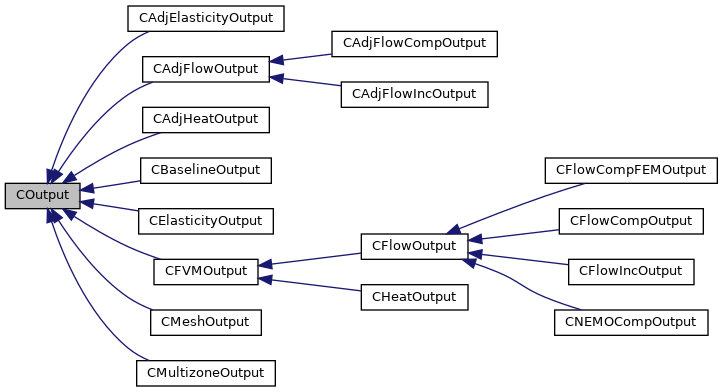 COutput
CAdjElasticityOutput
CAdjFlowOutput
CAdjFlowCompOutput
CAdjFlowIncOutput
CAdjHeatOutput
CBaselineOutput
CElasticityOutput
CFVMOutput
CFlowOutput
CFlowCompFEMOutput
CFlowCompOutput
CFlowIncOutput
CNEMOCompOutput
CHeatOutput
CMeshOutput
CMultizoneOutput